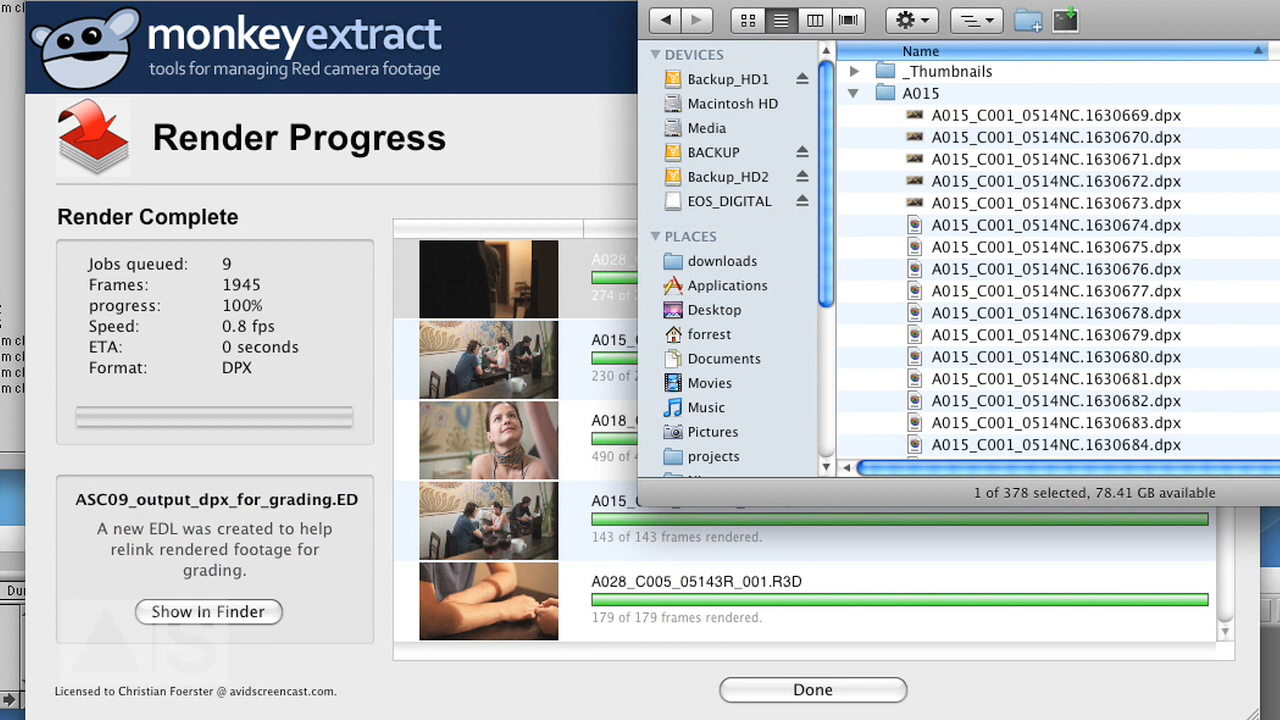 monkeyextract
tools for managing Red camera footage
Render Progress
Render Complete
Jobs queued: 9
Frames: 1945
progress: 100%
Speed: 0.8 fps
ETA: 0 seconds
Format: DPX
ASC09_output_dpx_for_grading.ED
A new EDL was created to help
relink rendered footage for
grading.
Show In Finder
Licensed to Christian Foerster @ avidscreencast.com.
A028_
274 of
A015_
230 of
A018_
490 of
A015_
143 of 143 frames rendered.
A028_C005_05143R_001.R3D
179 of 179 frames rendered.
Done
DEVICES
Backup_HD1
Macintosh HD
Media
BACKUP
Backup_HD2
EOS_DIGITAL
PLACES
downloads
Applications
Desktop
forrest
Documents
Movies
Music
Pictures
projects
Name
_Thumbnails
A015
A015_C001_0514NC.1630669.dpx
A015_C001_0514NC.1630670.dpx
A015_C001_0514NC.1630671.dpx
A015_C001_0514NC.1630672.dpx
A015_C001_0514NC.1630673.dpx
A015_C001_0514NC.1630674.dpx
A015_C001_0514NC.1630675.dpx
A015_C001_0514NC.1630676.dpx
A015_C001_0514NC.1630677.dpx
A015_C001_0514NC.1630678.dpx
A015_C001_0514NC.1630679.dpx
A015_C001_0514NC.1630680.dpx
A015_C001_0514NC.1630681.dpx
A015_C001_0514NC.1630682.dpx
A015_C001_0514NC.1630683.dpx
A015_C001_0514NC.1630684.dpx
1 of 378 selected, 78.41 GB available